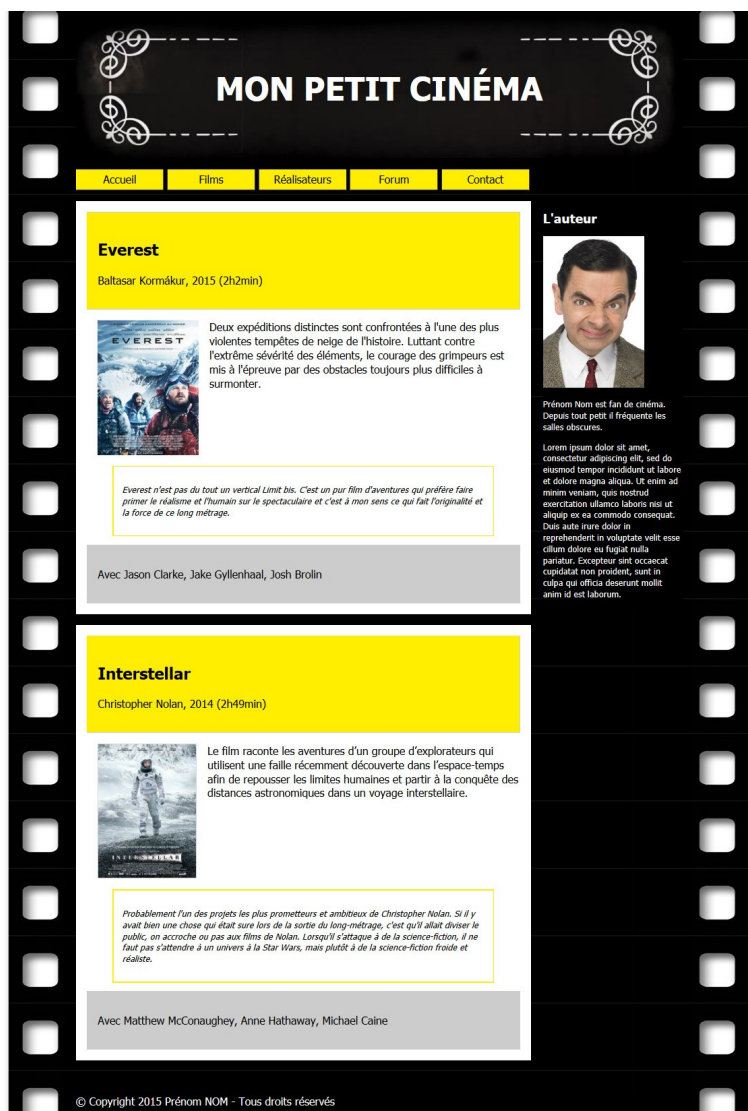 MON PETIT CINÉMA
Accueil
Films
Réalisateurs
Forum
Contact
Everest
Baltasar Kormákur, 2015 (2h2min)
EVEREST
Deux expéditions distinctes sont confrontées à l'une des plus
violentes tempêtes de neige de l'histoire. Luttant contre
l'extrême sévérité des éléments, le courage des grimpeurs est
mis à l'épreuve par des obstacles toujours plus difficiles à
surmonter.
Everest n'est pas du tout un vertical Limit bis. C'est un pur film d'aventures qui préfère faire
primer le réalisme et l'humain sur le spectaculaire et c'est à mon sens ce qui fait l'originalité et
la force de ce long métrage.
Avec Jason Clarke, Jake Gyllenhaal, Josh Brolin
Interstellar
Christopher Nolan, 2014 (2h49min)
INTERSTELLAR
Le film raconte les aventures d’un groupe d’explorateurs qui
utilisent une faille récemment découverte dans l’espace-temps
afin de repousser les limites humaines et partir à la conquête des
distances astronomiques dans un voyage interstellaire.
Probablement l'un des projets les plus prometteurs et ambitieux de Christopher Nolan. Si il y
avait bien une chose qui était sure lors de la sortie du long-métrage, c'est qu'il allait diviser le
public, on accroche ou pas aux films de Nolan. Lorsqu'il s'attaque à de la science-fiction, il ne
faut pas s'attendre à un univers à la Star Wars, mais plutôt à de la science-fiction froide et
réaliste.
Avec Matthew McConaughey, Anne Hathaway, Michael Caine
L'auteur
Prénom Nom est fan de cinéma.
Depuis tout petit il fréquente les
salles obscures.
Lorem ipsum dolor sit amet,
consectetur adipiscing elit, sed do
eiusmod tempor incididunt ut labore
et dolore magna aliqua. Ut enim ad
minim veniam, quis nostrud
exercitation ullamco laboris nisi ut
aliquip ex ea commodo consequat.
Duis aute irure dolor in
reprehenderit in voluptate velit esse
cillum dolore eu fugiat nulla
pariatur. Excepteur sint occaecat
cupidatat non proident, sunt in
culpa qui officia deserunt mollit
anim id est laborum.
© Copyright 2015 Prénom NOM - Tous droits réservés